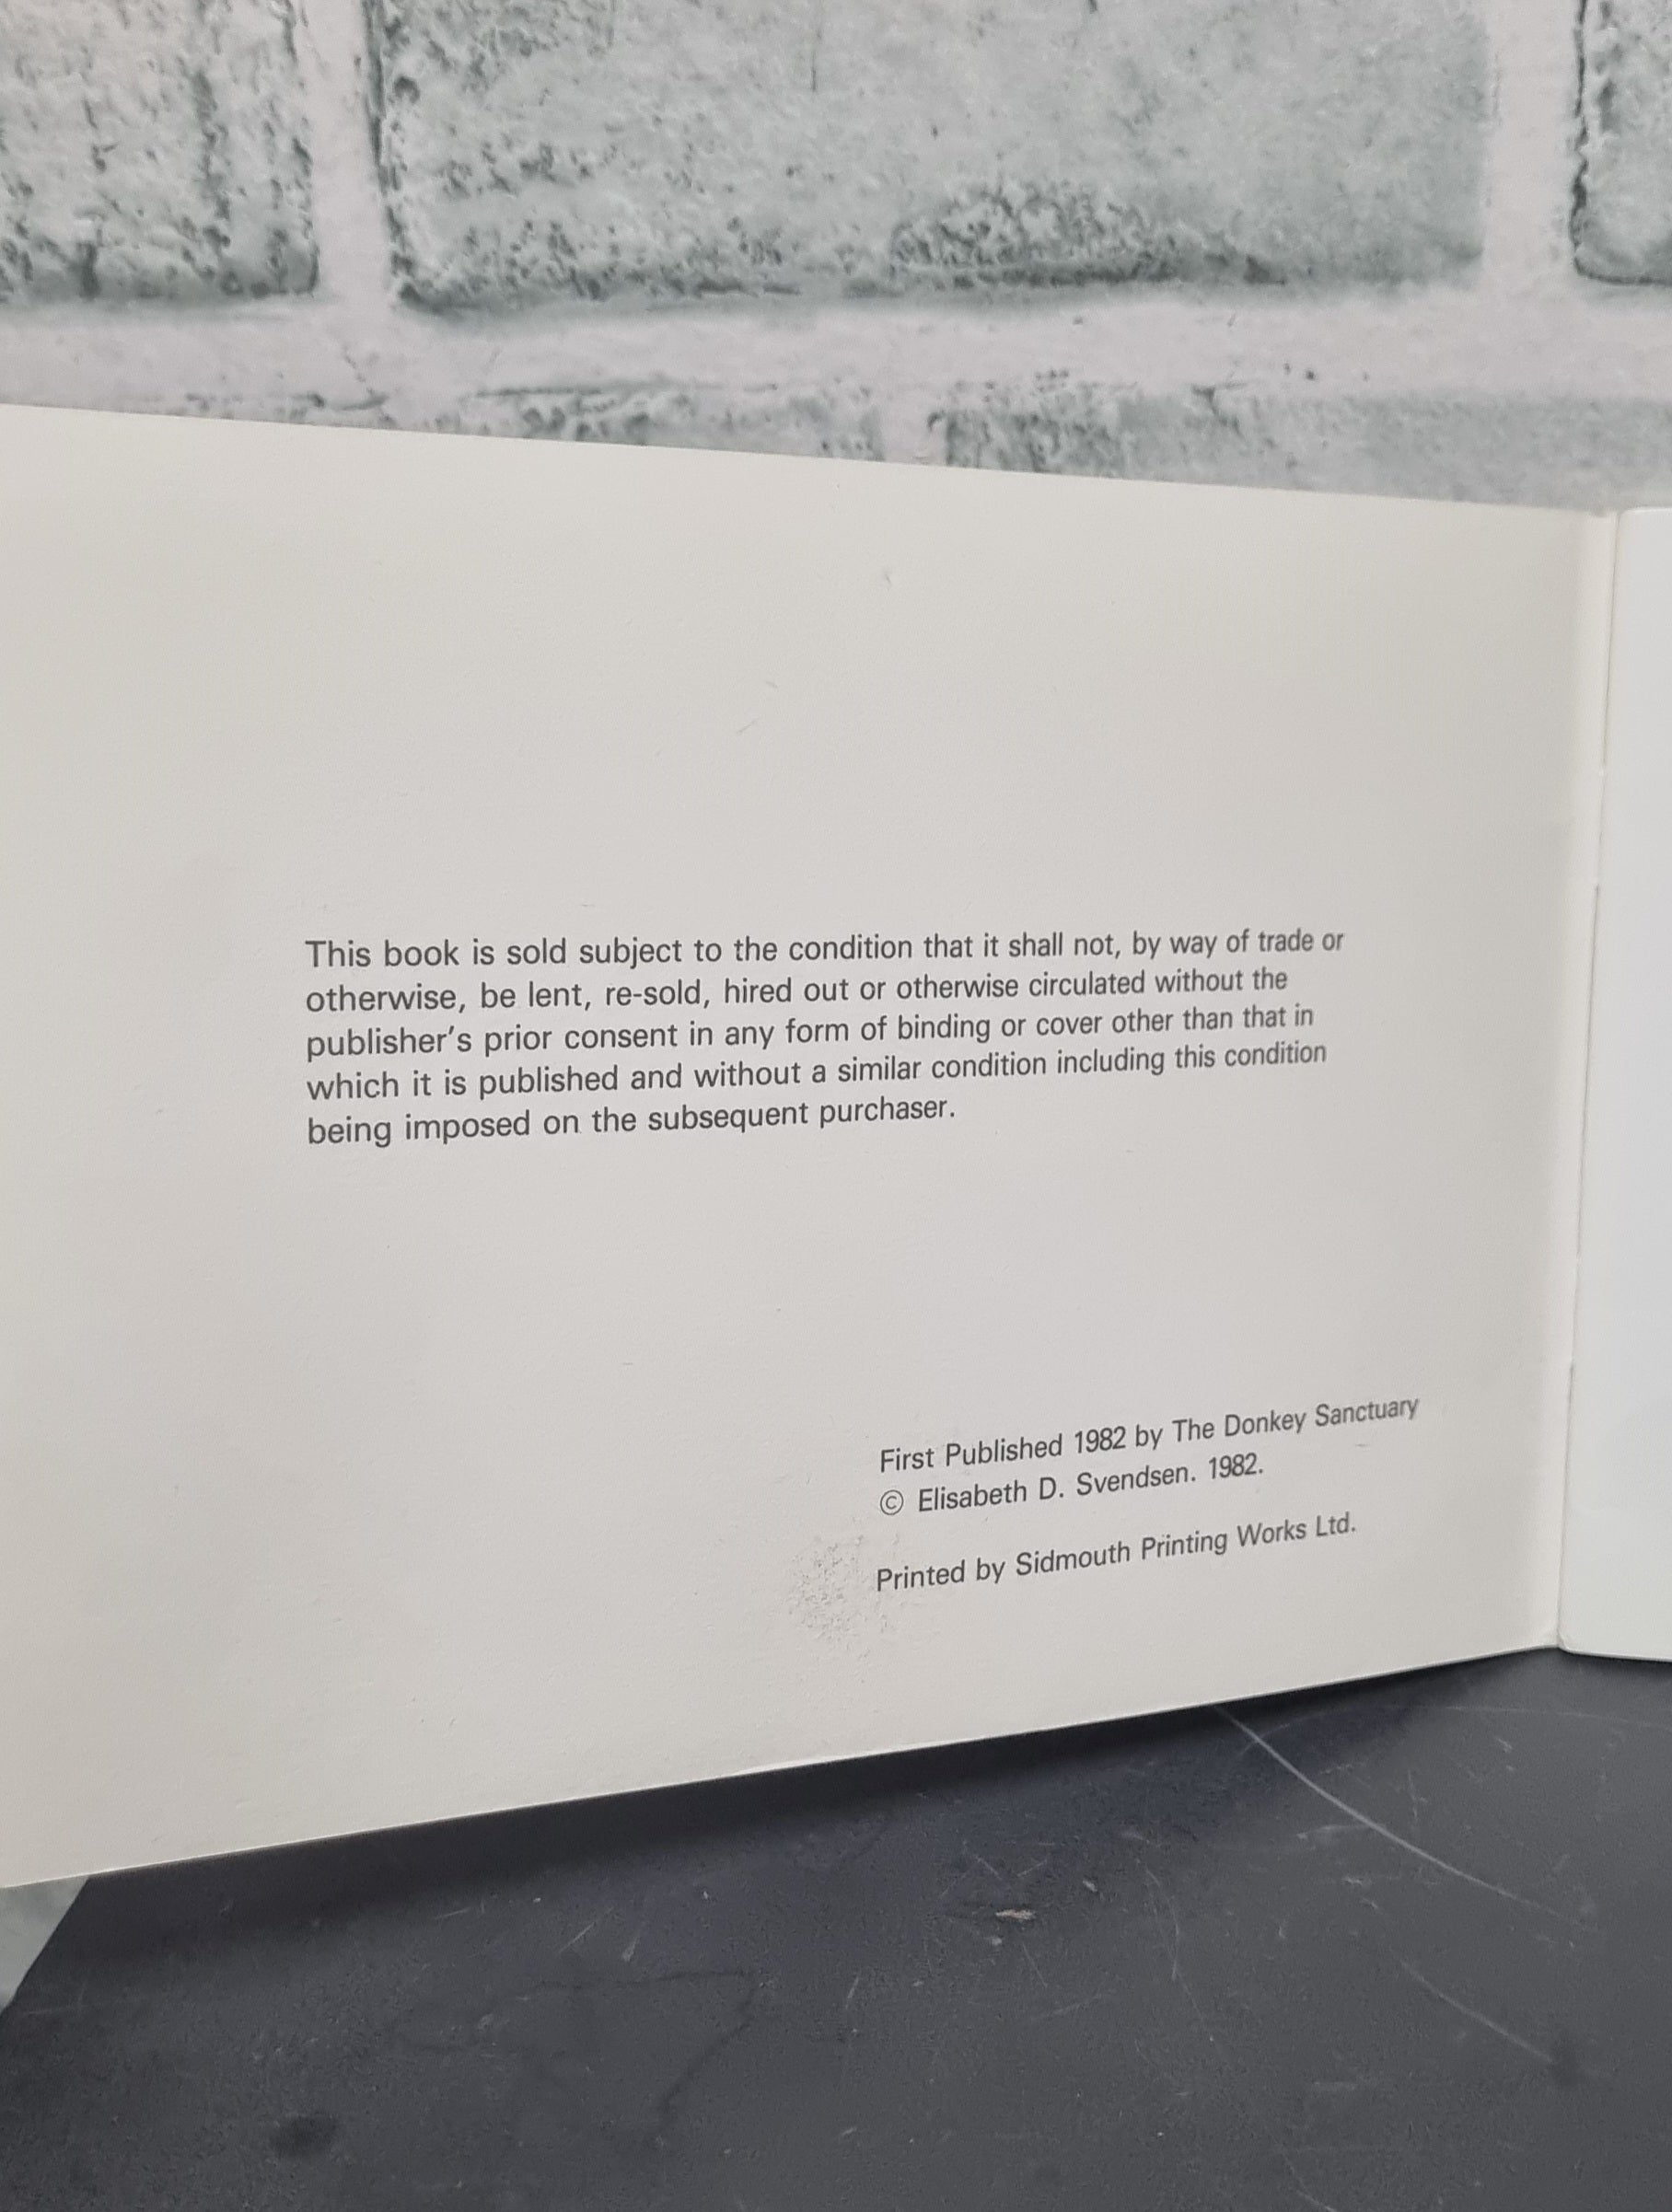 This book is sold subject to the condition that it shall not, by way of trade or
otherwise, be lent, re-sold, hired out or otherwise circulated without the
publisher's prior consent in any form of binding or cover other than that in
which it is published and without a similar condition including this condition
being imposed on the subsequent purchaser.
First Published 1982 by The Donkey Sanctuary
© Elisabeth D. Svendsen. 1982.
Printed by Sidmouth Printing Works Ltd.